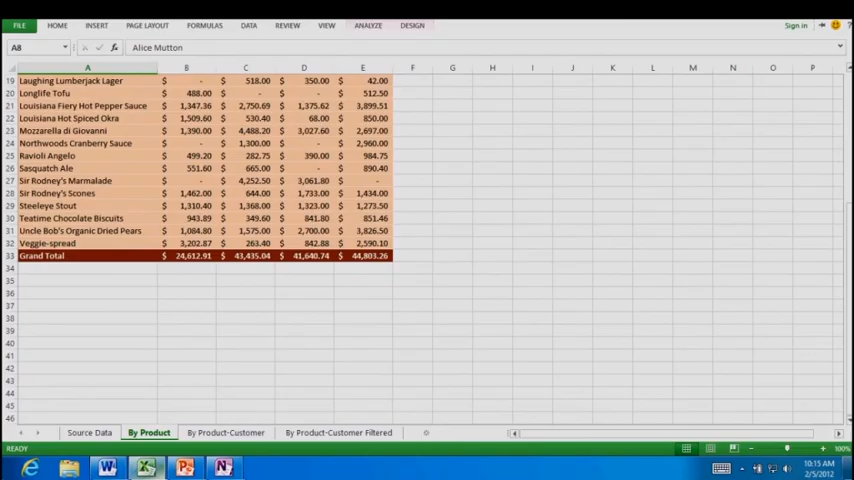 FILE HOME INSERT PAGE LAYOUT FORMULAS DATA REVIEW VIEW ANALYZE DESIGN Sign in
A8 fx Alice Mutton
A B C D E F G H I J K L M N O P
19 Laughing Lumberjack Lager $ - $ 518.00 $ 350.00 $ 42.00
20 Longlife Tofu $ 488.00 $ - $ - $ 512.50
21 Louisiana Fiery Hot Pepper Sauce $ 1,347.36 $ 2,750.69 $ 1,375.62 $ 3,899.51
22 Louisiana Hot Spiced Okra $ 1,509.60 $ 530.40 $ 68.00 $ 850.00
23 Mozzarella di Giovanni $ 1,390.00 $ 4,488.20 $ 3,027.60 $ 2,697.00
24 Northwoods Cranberry Sauce $ - $ 1,300.00 $ - $ 2,960.00
25 Ravioli Angelo $ 499.20 $ 282.75 $ 390.00 $ 984.75
26 Sasquatch Ale $ 551.60 $ 665.00 $ - $ 890.40
27 Sir Rodney's Marmalade $ - $ 4,252.50 $ 3,061.80 $ -
28 Sir Rodney's Scones $ 1,462.00 $ 644.00 $ 1,733.00 $ 1,434.00
29 Steeleye Stout $ 1,310.40 $ 1,368.00 $ 1,323.00 $ 1,273.50
30 Teatime Chocolate Biscuits $ 943.89 $ 349.60 $ 841.80 $ 851.46
31 Uncle Bob's Organic Dried Pears $ 1,084.80 $ 1,575.00 $ 2,700.00 $ 3,826.50
32 Veggie-spread $ 3,202.87 $ 263.40 $ 842.88 $ 2,590.10
33 Grand Total $ 24,612.91 $ 43,435.04 $ 41,640.74 $ 44,803.26
34
35
36
37
38
39
40
41
42
43
44
45
46
Source Data By Product By Product-Customer By Product-Customer Filtered
READY 100%
10:15 AM
2/5/2012